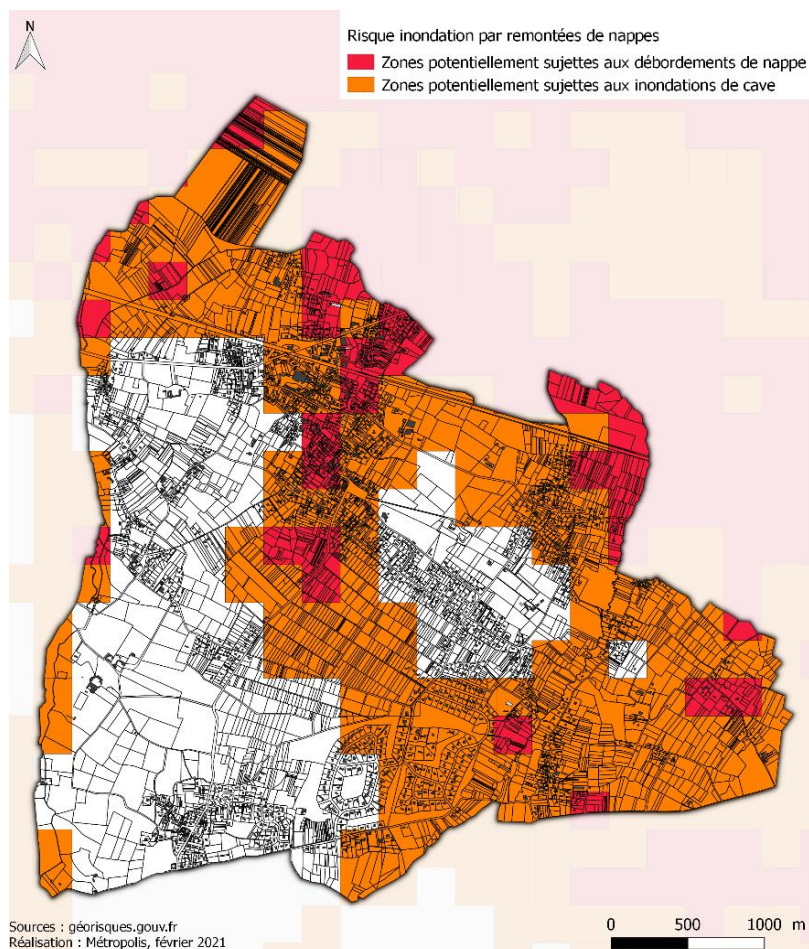 N
Risque inondation par remontées de nappes
Zones potentiellement sujettes aux débordements de nappe
Zones potentiellement sujettes aux inondations de cave
Sources : géorisques.gouv.fr
Réalisation : Métropolis, février 2021
0 500 1000 m